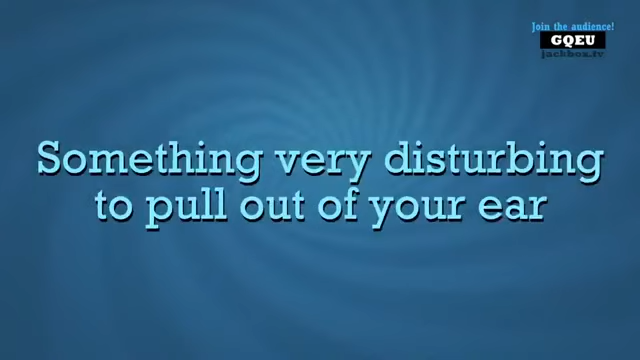 Join the audience!
GQEU
jackbox.tv
Something very disturbing
to pull out of your ear